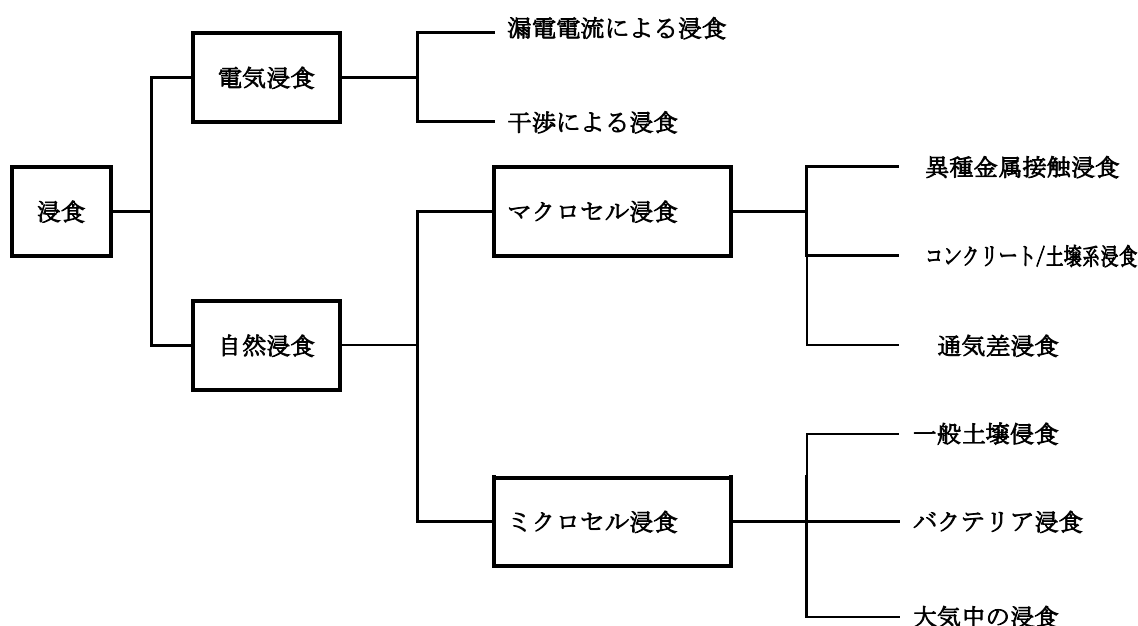 漏電電流による浸食
電気浸食
干渉による浸食
異種金属接触浸食
浸食
マクロセル浸食
コンクリート/土壌系浸食
自然浸食
通気差浸食
一般土壌侵食
ミクロセル浸食
バクテリア浸食
大気中の浸食